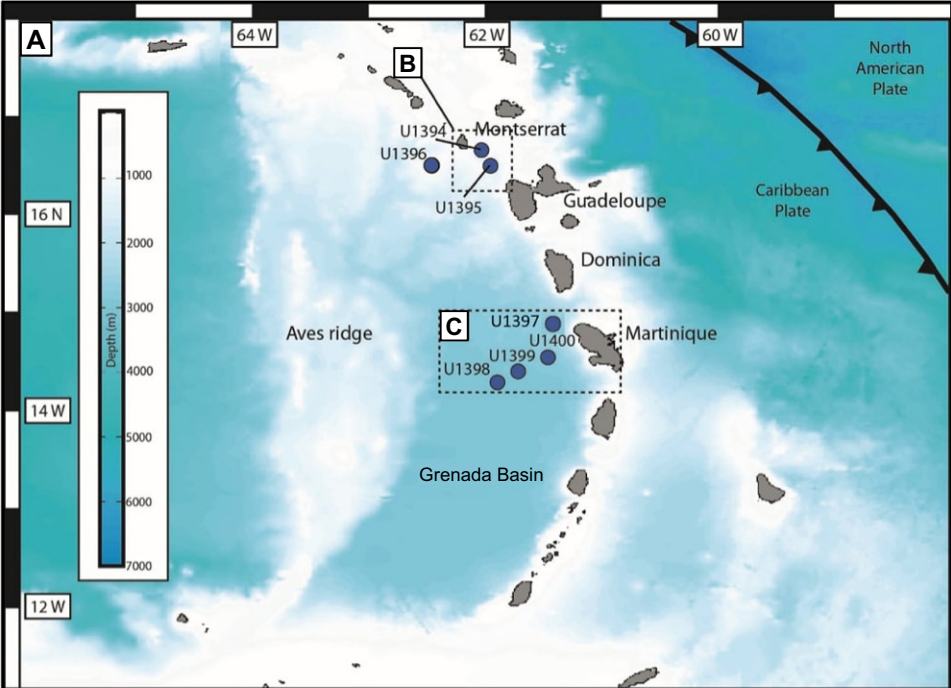 A
64 W
62 W
60 W
North
American
Plate
B
U1394
Montserrat
U1396
U1395
Guadeloupe
Caribbean
Plate
16 N
Dominica
1000
2000
3000
4000
5000
6000
7000
Depth (m)
Aves ridge
C
U1397
U1400
Martinique
U1399
U1398
14 W
Grenada Basin
12 W